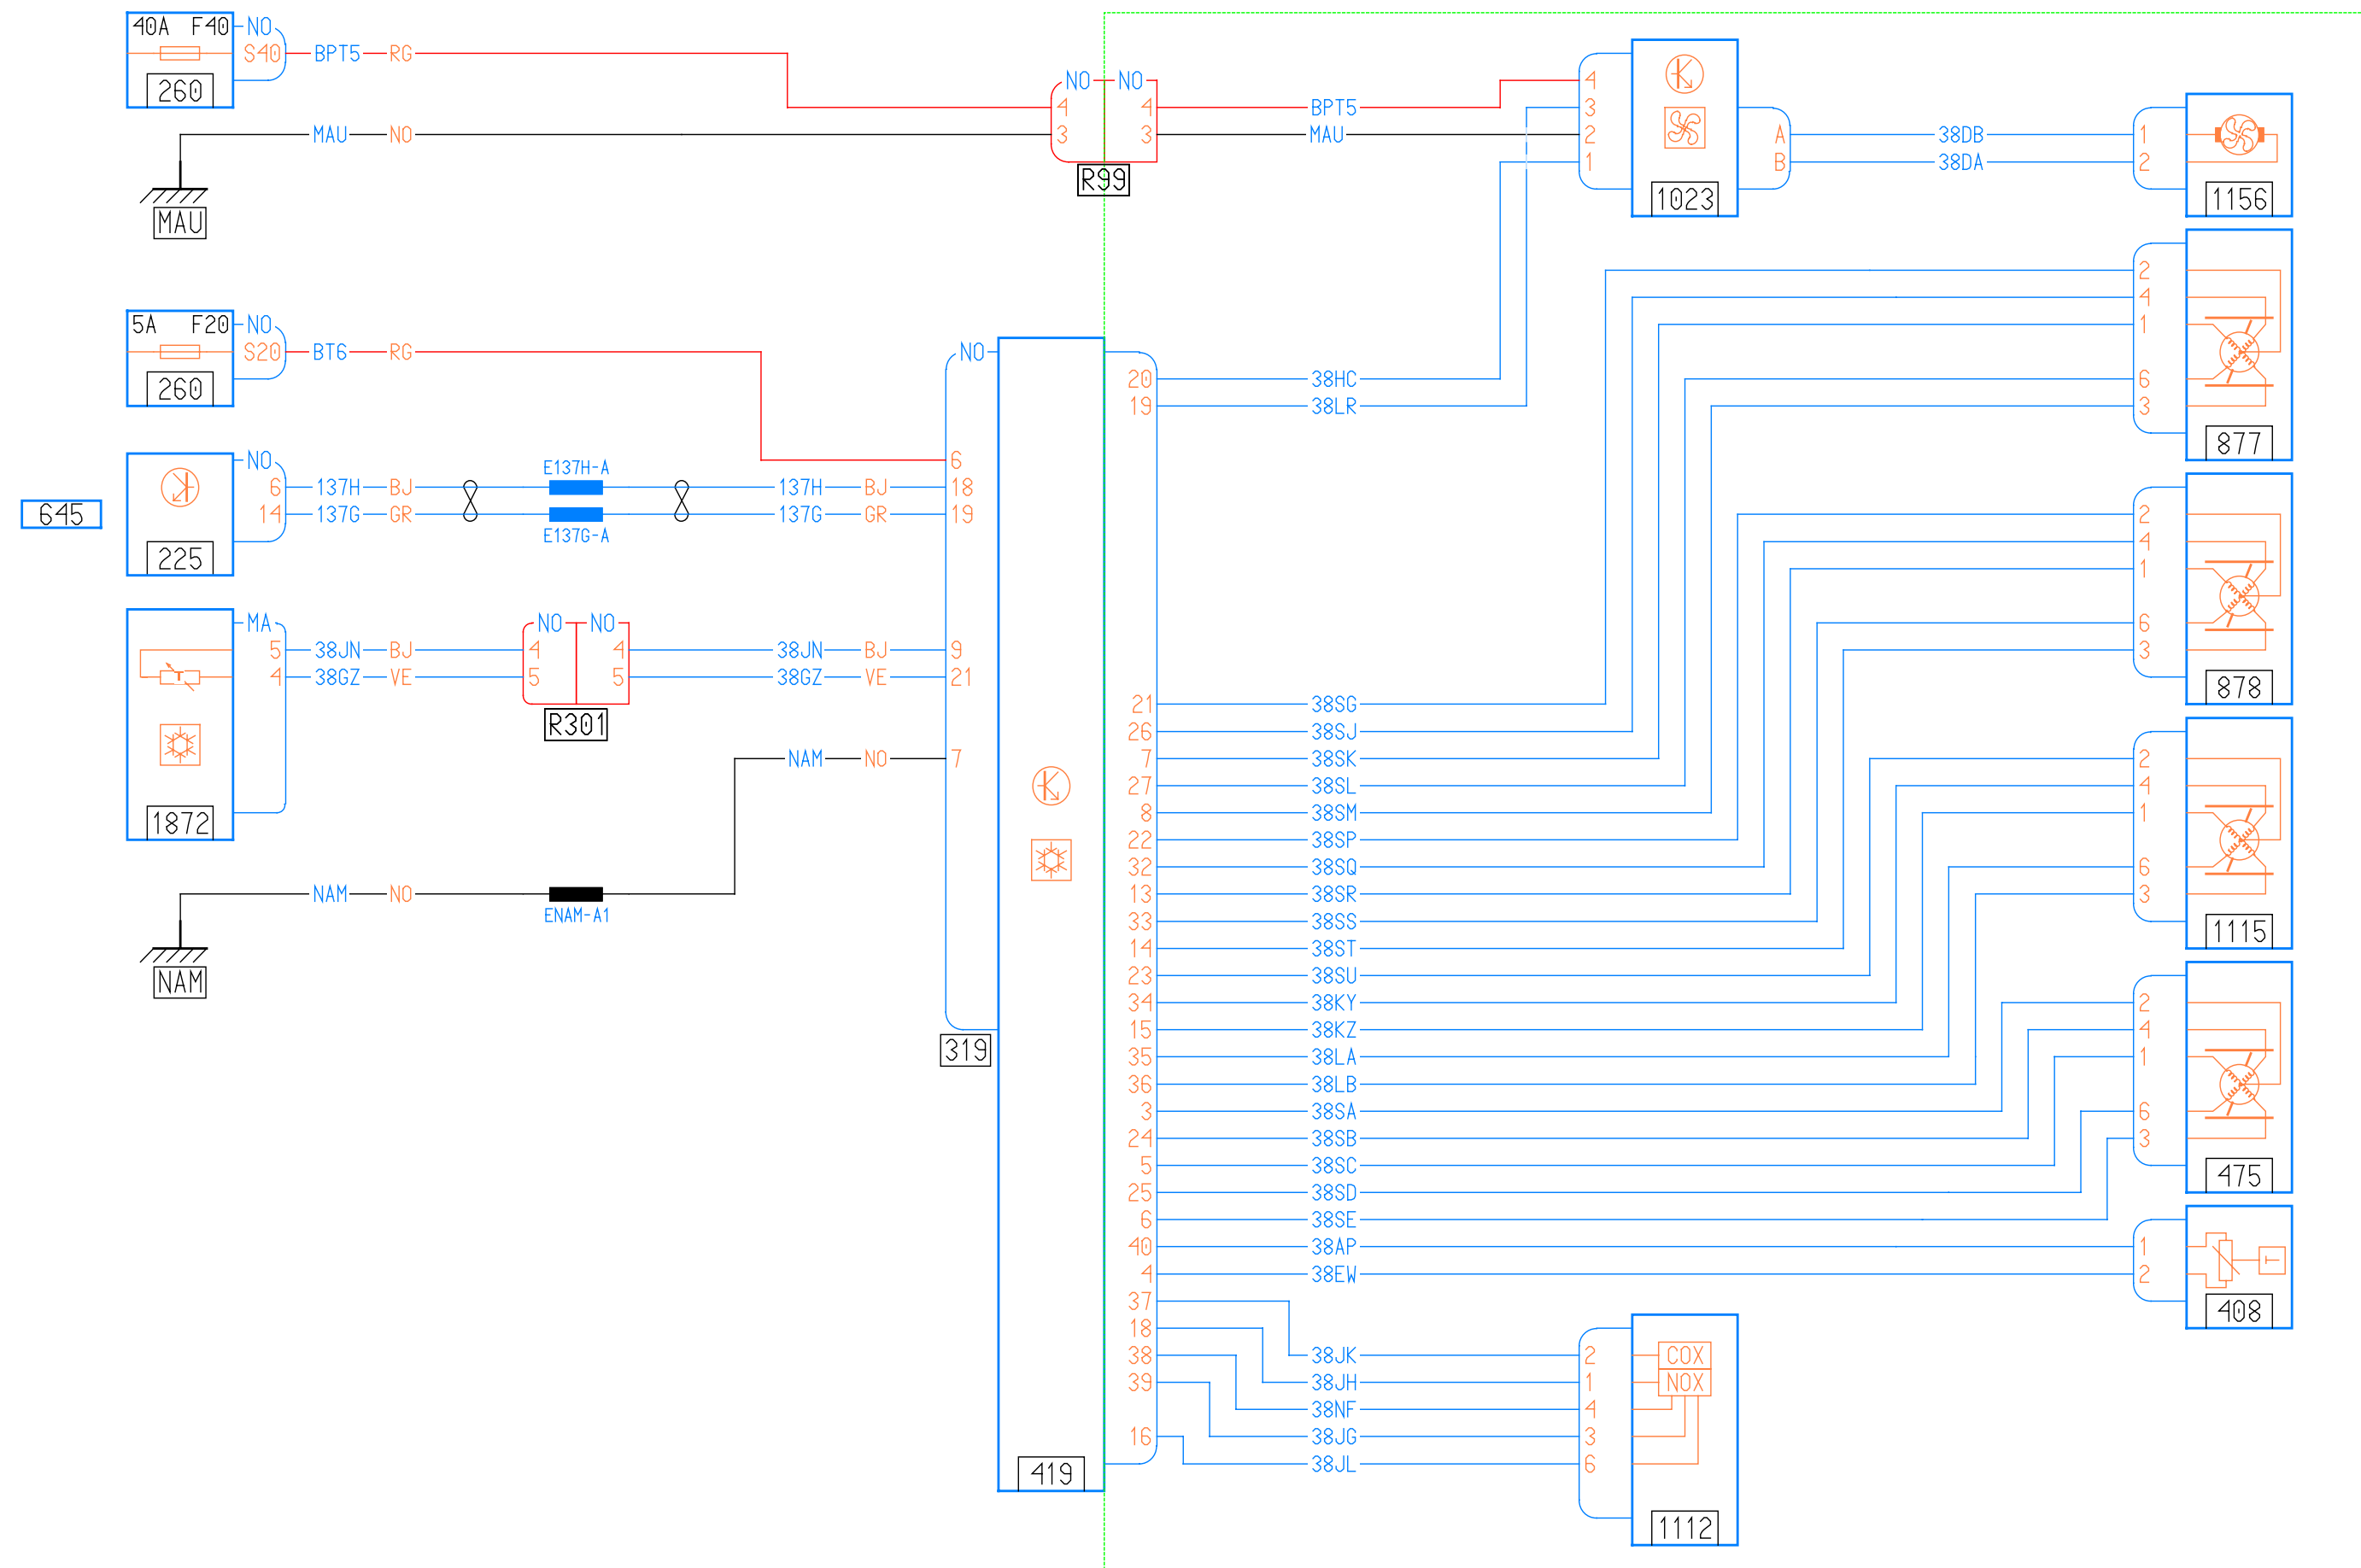 40A F40 NO
S40 BPT5 RG
260
MAU NO
MAU
NO NO
4 4 BPT5 4
3 3 MAU 3
2
1
R99
1023
A 38DB 1
B 38DA 2
1156
5A F20 NO
S20 BT6 RG
260
NO
6
NO
6 137H BJ E137H-A 137H BJ 18
14 137G GR E137G-A 137G GR 19
645
225
MA NO NO
5 38JN BJ 4 4 38JN BJ 9
4 38GZ VE 5 5 38GZ VE 21
R301
1872
NAM NO 7
NAM NO
ENAM-A1
NAM
319
419
20 38HC
19 38LR
21 38SG
26 38SJ
7 38SK
27 38SL
8 38SM
22 38SP
32 38SQ
13 38SR
33 38SS
14 38ST
23 38SU
34 38KY
15 38KZ
35 38LA
36 38LB
3 38SA
24 38SB
5 38SC
25 38SD
6 38SE
40 38AP
4 38EW
37
18
38 38JK
39 38JH
38NF
16 38JG
38JL
2
4
1
6
3
877
2
4
1
6
3
878
2
4
1
6
3
1115
2
4
1
6
3
475
1
2
T
408
2 COX
1 NOX
4
3
6
1112
T